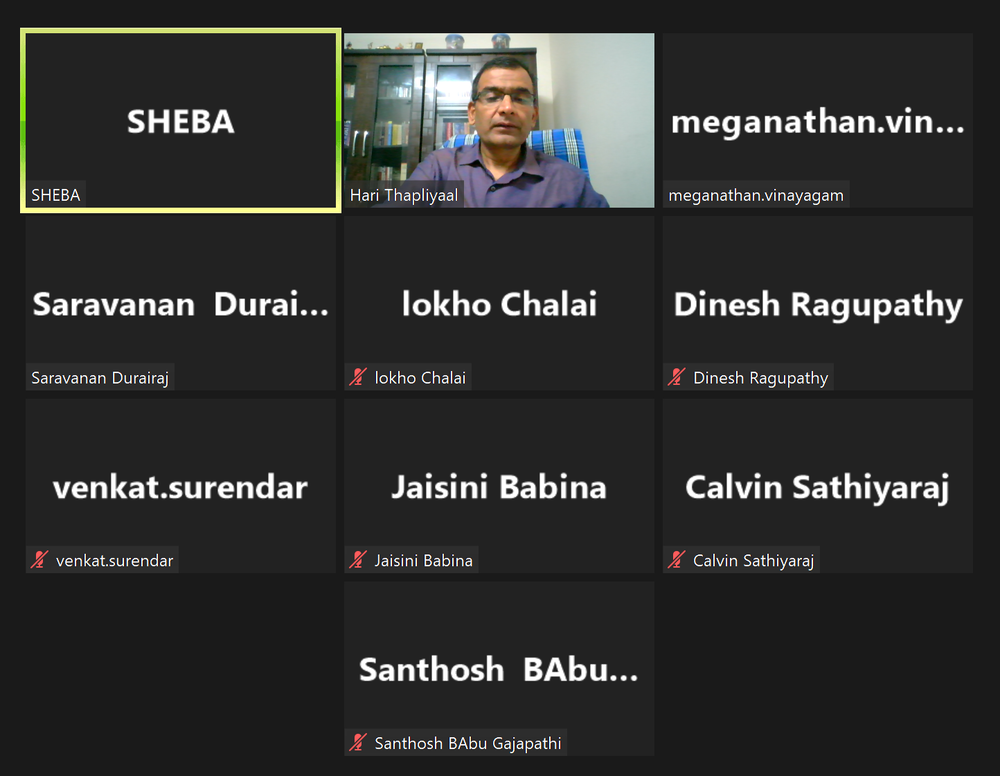 SHEBA
SHEBA
Hari Thapliyaal
meganathan.vin...
meganathan.vinayagam
Saravanan Durai...
Saravanan Durairaj
lokho Chalai
lokho Chalai
Dinesh Ragupathy
Dinesh Ragupathy
venkat.surendar
venkat.surendar
Jaisini Babina
Jaisini Babina
Calvin Sathiyaraj
Calvin Sathiyaraj
Santhosh BAbu...
Santhosh BAbu Gajapathi